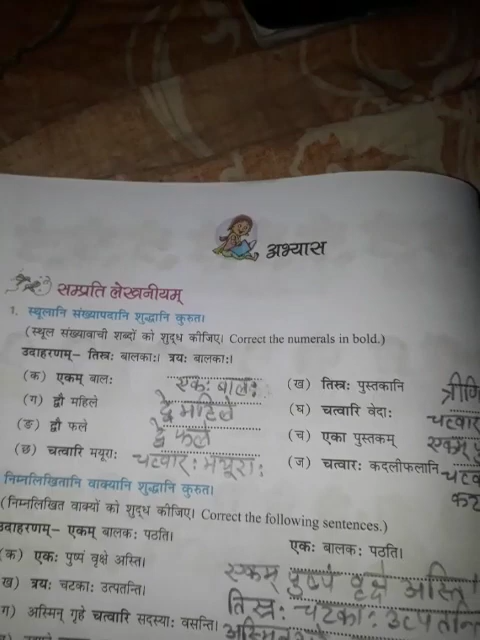 अभ्यास
सम्प्रति लेखनीयम्
1. स्थूलानि संख्यापदानि शुद्धानि कुरुत।
(स्थूल संख्यावाची शब्दों को शुद्ध कीजिए। Correct the numerals in bold.)
उदाहरणम्– तिस्रः बालकाः। त्रयः बालकाः।
(क) एकम् बालः एकः बालः (ख) तिस्रः पुस्तकानि त्रीणि
(ग) द्वौ महिले द्वे महिले (घ) चत्वारि वेदाः चत्वार
(ङ) द्वौ फले द्वे फले (च) एका पुस्तकम् एकम्
(छ) चत्वारि मयूराः चत्वारः मयूराः (ज) चत्वारः कदलीफलानि
निम्नलिखितानि वाक्यानि शुद्धानि कुरुत।
(निम्नलिखित वाक्यों को शुद्ध कीजिए। Correct the following sentences.)
उदाहरणम्– एकम् बालकः पठति। एकः बालकः पठति।
(क) एकः पुष्पं वृक्षे अस्ति। एकम् पुष्पं वृक्षे अस्ति
ख) त्रयः चटकाः उत्पतन्ति। तिस्रः चटकाः उत्पतन्ति
ग) अस्मिन् गृहे चत्वारि सदस्याः वसन्ति।